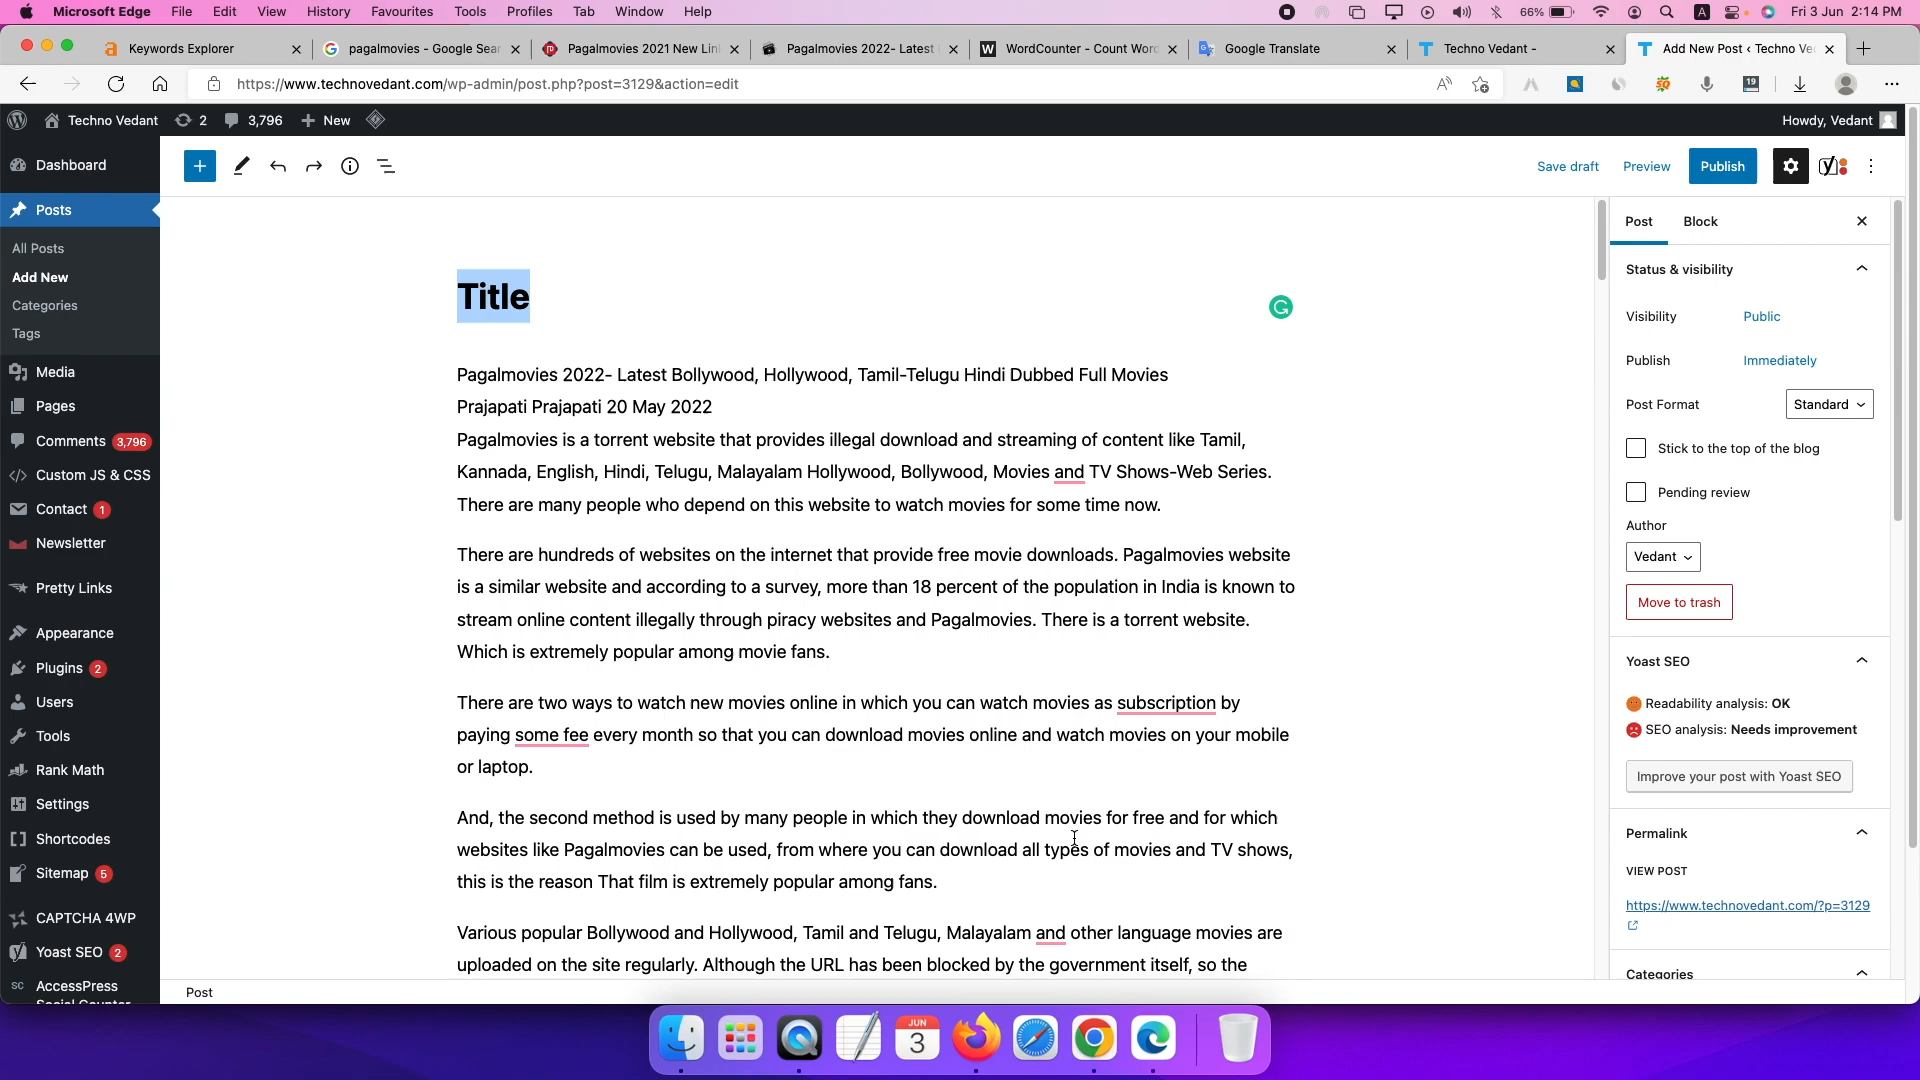 Microsoft Edge File Edit View History Favourites Tools Profiles Tab Window Help 66% A Fri 3 Jun 2:14 PM
Keywords Explorer
pagalmovies - Google Sear
Pagalmovies 2021 New Lin
Pagalmovies 2022- Latest
WordCounter - Count Word
Google Translate
Techno Vedant -
Add New Post ‹ Techno Ve
https://www.technovedant.com/wp-admin/post.php?post=3129&action=edit
19
Techno Vedant 2 3,796 New Howdy, Vedant
Dashboard
Posts
All Posts
Add New
Categories
Tags
Media
Pages
Comments 3,796
Custom JS & CSS
Contact 1
Newsletter
Pretty Links
Appearance
Plugins 2
Users
Tools
Rank Math
Settings
Shortcodes
Sitemap 5
CAPTCHA 4WP
Yoast SEO 2
SC AccessPress
Social Counter
Save draft Preview Publish
Title
Pagalmovies 2022- Latest Bollywood, Hollywood, Tamil-Telugu Hindi Dubbed Full Movies
Prajapati Prajapati 20 May 2022
Pagalmovies is a torrent website that provides illegal download and streaming of content like Tamil,
Kannada, English, Hindi, Telugu, Malayalam Hollywood, Bollywood, Movies and TV Shows-Web Series.
There are many people who depend on this website to watch movies for some time now.
There are hundreds of websites on the internet that provide free movie downloads. Pagalmovies website
is a similar website and according to a survey, more than 18 percent of the population in India is known to
stream online content illegally through piracy websites and Pagalmovies. There is a torrent website.
Which is extremely popular among movie fans.
There are two ways to watch new movies online in which you can watch movies as subscription by
paying some fee every month so that you can download movies online and watch movies on your mobile
or laptop.
And, the second method is used by many people in which they download movies for free and for which
websites like Pagalmovies can be used, from where you can download all types of movies and TV shows,
this is the reason That film is extremely popular among fans.
Various popular Bollywood and Hollywood, Tamil and Telugu, Malayalam and other language movies are
uploaded on the site regularly. Although the URL has been blocked by the government itself, so the
Post
Post Block
Status & visibility
Visibility Public
Publish Immediately
Post Format Standard
Stick to the top of the blog
Pending review
Author
Vedant
Move to trash
Yoast SEO
Readability analysis: OK
SEO analysis: Needs improvement
Improve your post with Yoast SEO
Permalink
VIEW POST
https://www.technovedant.com/?p=3129
Categories
JUN
3